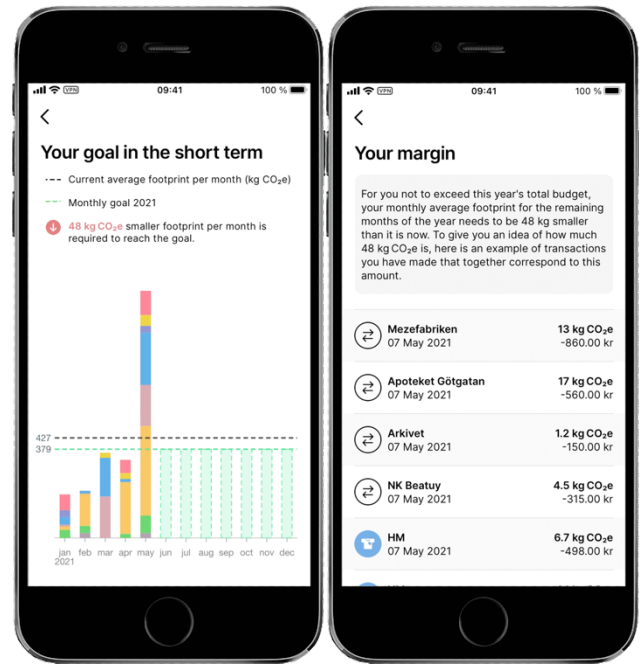 VPN 09:41 100 %
Your goal in the short term
Current average footprint per month (kg CO₂e)
Monthly goal 2021
48 kg CO₂e smaller footprint per month is
required to reach the goal.
427
379
jan feb mar apr may jun jul aug sep oct nov dec
2021
VPN 09:41 100 %
Your margin
For you not to exceed this year's total budget,
your monthly average footprint for the remaining
months of the year needs to be 48 kg smaller
than it is now. To give you an idea of how much
48 kg CO₂e is, here is an example of transactions
you have made that together correspond to this
amount.
Mezefabriken 13 kg CO₂e
07 May 2021 -860.00 kr
Apoteket Götgatan 17 kg CO₂e
07 May 2021 -560.00 kr
Arkivet 1.2 kg CO₂e
07 May 2021 -150.00 kr
NK Beatuy 4.5 kg CO₂e
07 May 2021 -315.00 kr
HM 6.7 kg CO₂e
07 May 2021 -498.00 kr